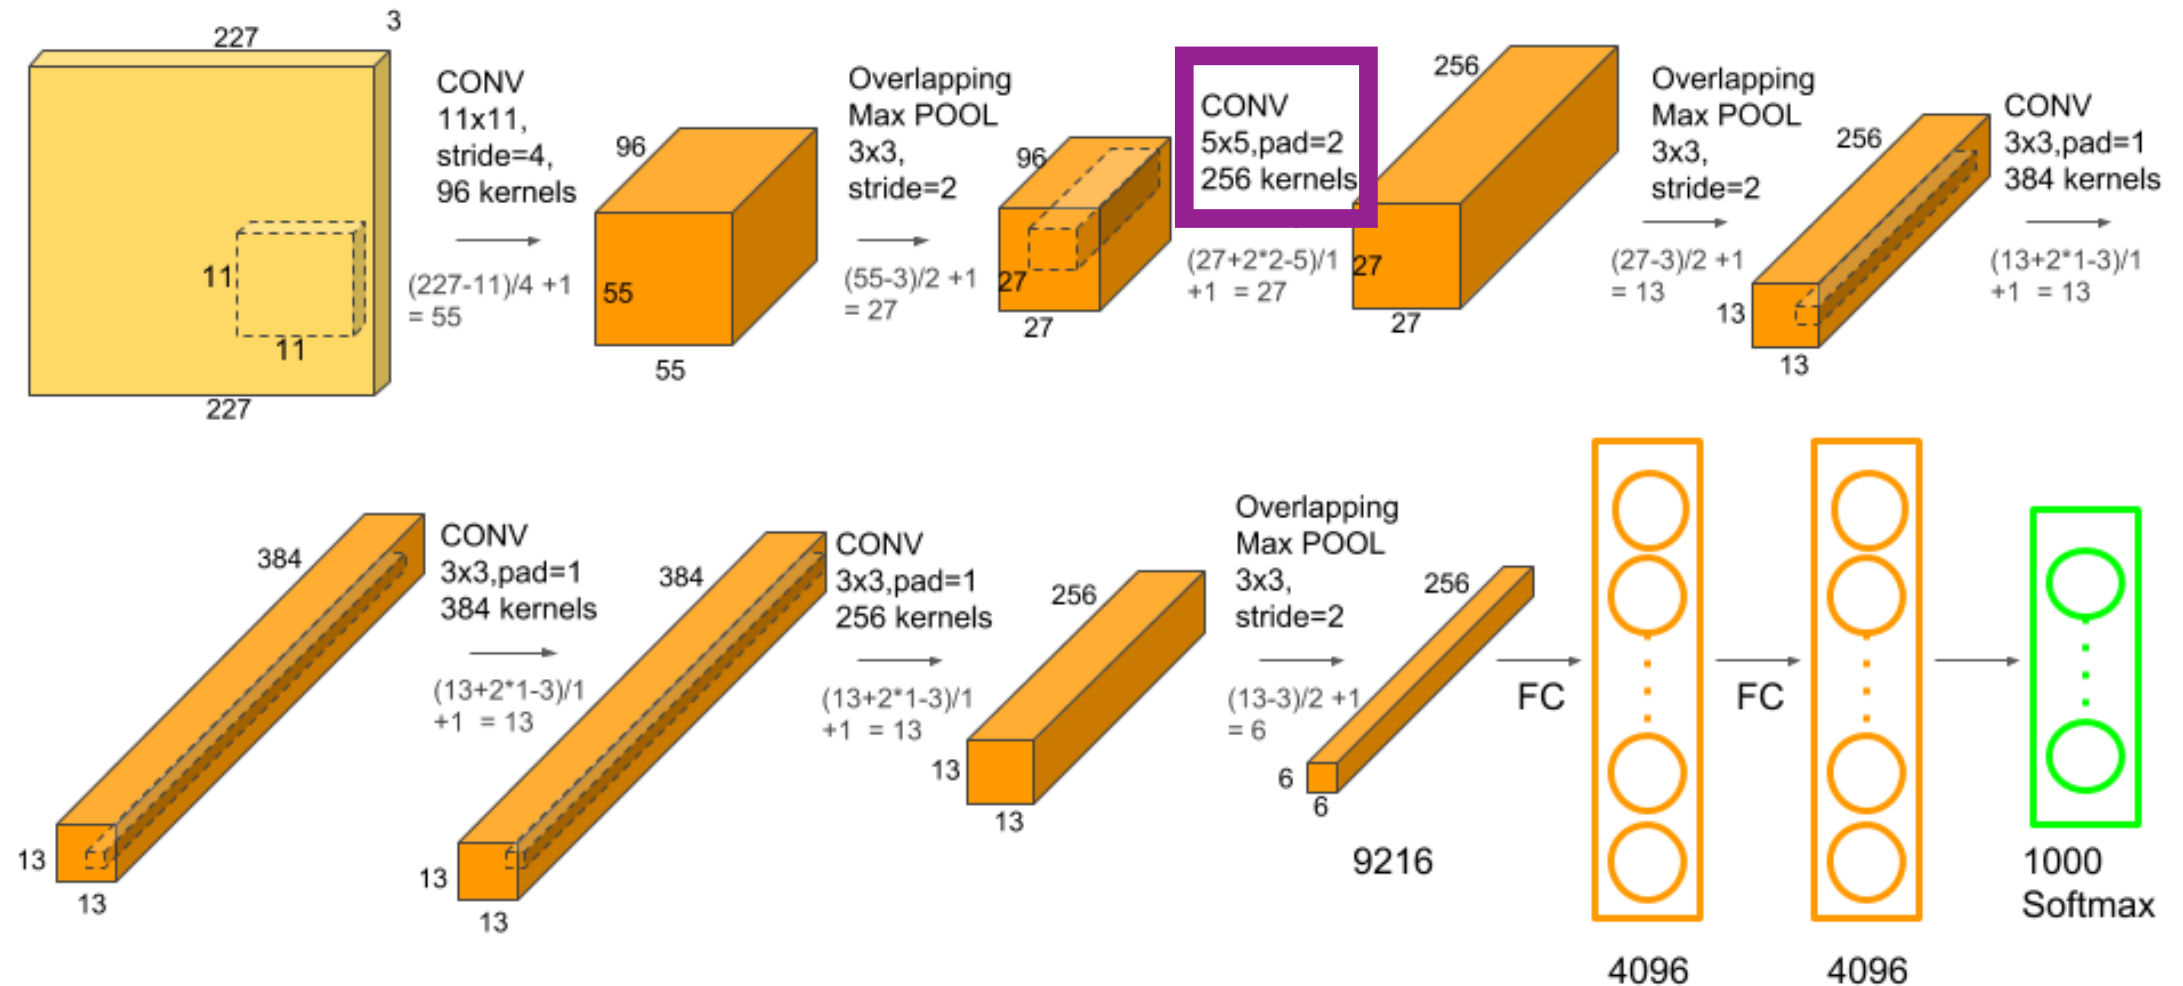 227
3
11
11
227
CONV
11x11,
stride=4,
96 kernels
(227-11)/4 +1
= 55
96
55
55
Overlapping
Max POOL
3x3,
stride=2
(55-3)/2 +1
= 27
96
27
27
CONV
5x5,pad=2
256 kernels
(27+2*2-5)/1
+1 = 27
256
27
27
Overlapping
Max POOL
3x3,
stride=2
(27-3)/2 +1
= 13
256
13
13
CONV
3x3,pad=1
384 kernels
(13+2*1-3)/1
+1 = 13
384
13
13
CONV
3x3,pad=1
384 kernels
(13+2*1-3)/1
+1 = 13
384
13
13
CONV
3x3,pad=1
256 kernels
(13+2*1-3)/1
+1 = 13
256
13
13
Overlapping
Max POOL
3x3,
stride=2
(13-3)/2 +1
= 6
256
6
6
9216
FC
4096
FC
4096
1000
Softmax